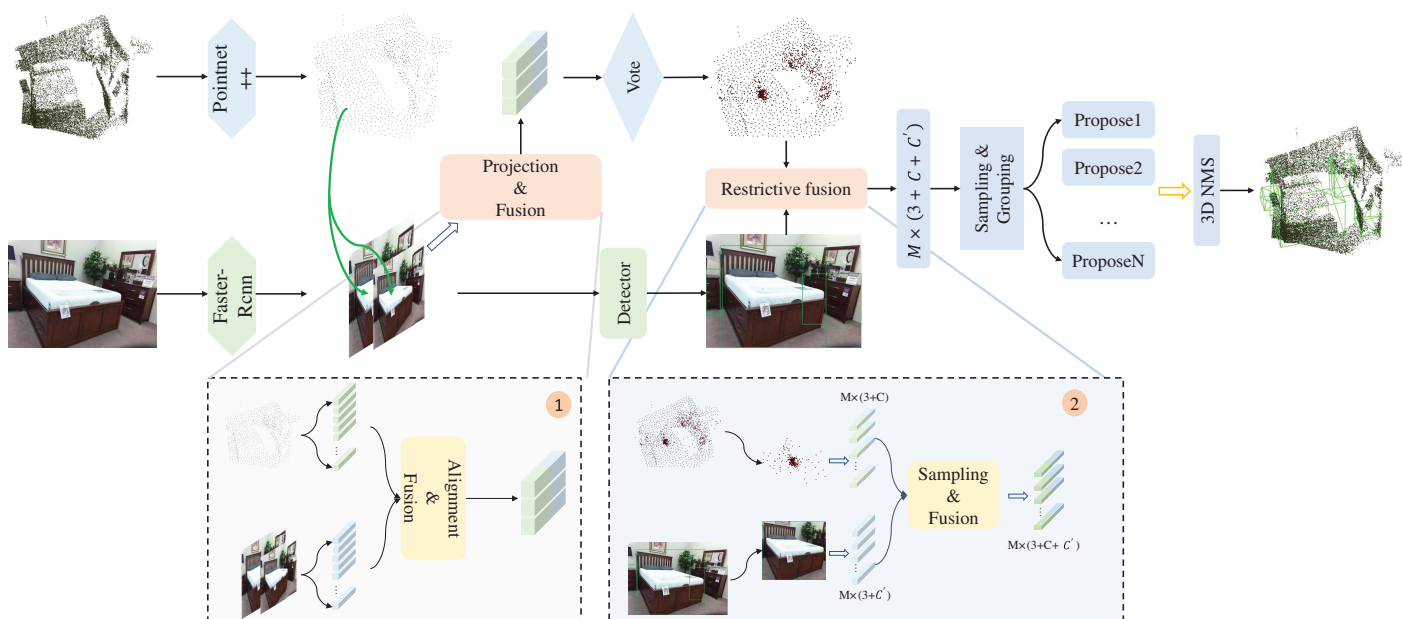 Pointnet
++
Vote
Projection
&
Fusion
Restrictive fusion
M × (3 + C + C′)
Sampling &
Grouping
Propose1
Propose2
...
ProposeN
3D NMS
Faster-
Rcnn
Detector
1
...
...
Alignment
&
Fusion
2
M×(3+C)
...
...
M×(3+C′)
Sampling
&
Fusion
...
M×(3+C+ C′)